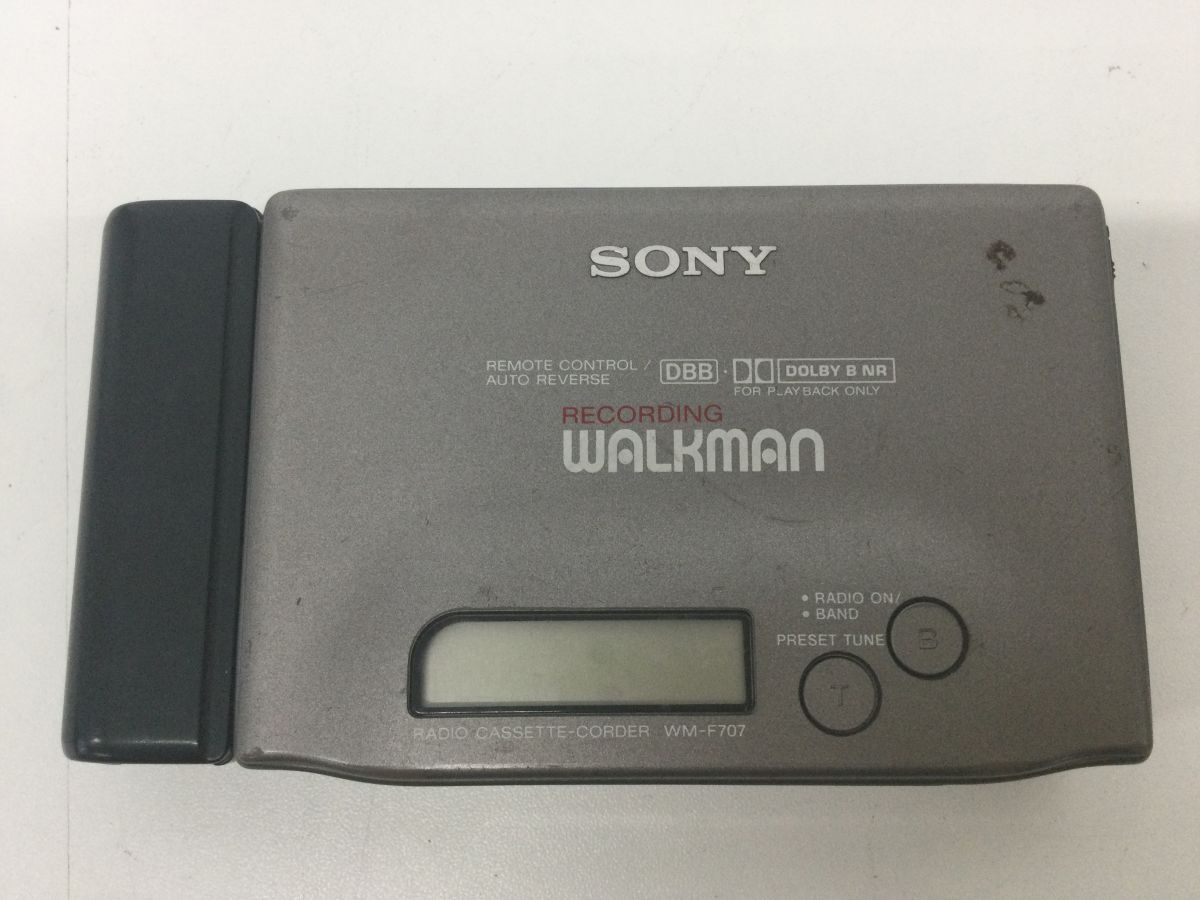 SONY
REMOTE CONTROL /
AUTO REVERSE
DBB · DOLBY B NR
FOR PLAYBACK ONLY
RECORDING
WALKMAN
• RADIO ON/
• BAND
B
PRESET TUNE
T
RADIO CASSETTE-CORDER WM-F707